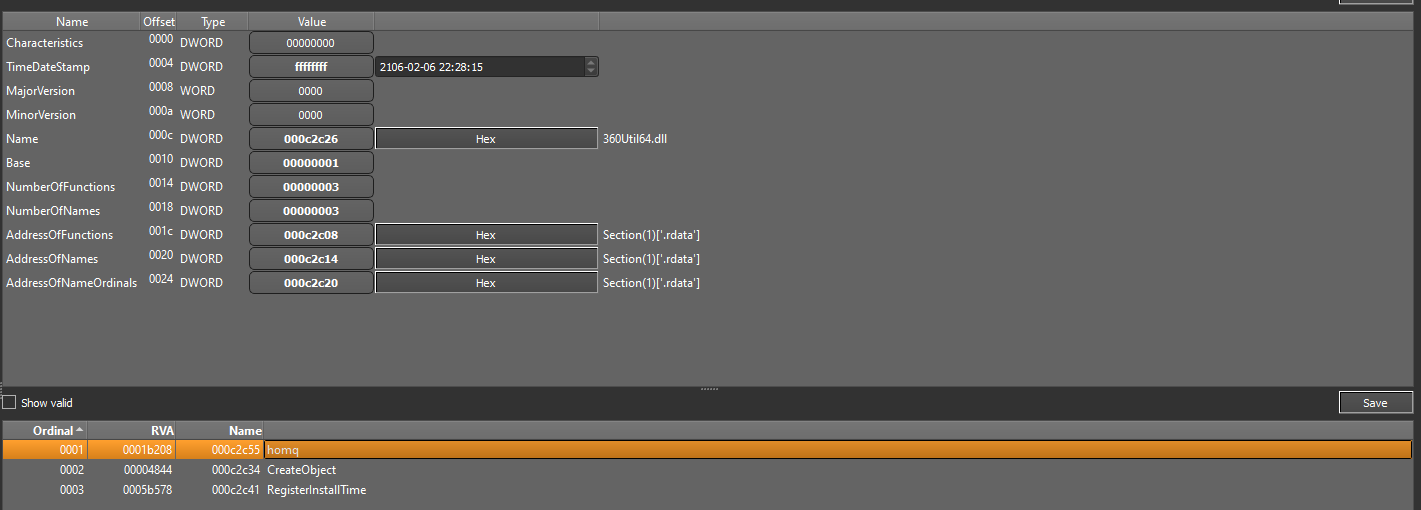 Name Offset Type Value
Characteristics 0000 DWORD 00000000
TimeDateStamp 0004 DWORD ffffffff 2106-02-06 22:28:15
MajorVersion 0008 WORD 0000
MinorVersion 000a WORD 0000
Name 000c DWORD 000c2c26 Hex 360Util64.dll
Base 0010 DWORD 00000001
NumberOfFunctions 0014 DWORD 00000003
NumberOfNames 0018 DWORD 00000003
AddressOfFunctions 001c DWORD 000c2c08 Hex Section(1)['.rdata']
AddressOfNames 0020 DWORD 000c2c14 Hex Section(1)['.rdata']
AddressOfNameOrdinals 0024 DWORD 000c2c20 Hex Section(1)['.rdata']
Show valid Save
Ordinal RVA Name
0001 0001b208 000c2c55 homq
0002 00004844 000c2c34 CreateObject
0003 0005b578 000c2c41 RegisterInstallTime